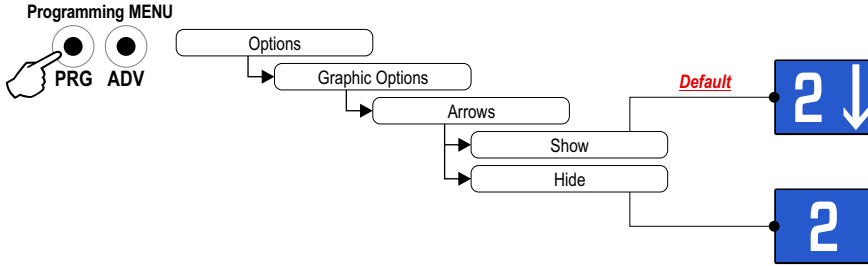 Programming MENU
PRG ADV
Options
Graphic Options
Arrows
Show
Hide
Default
2
2